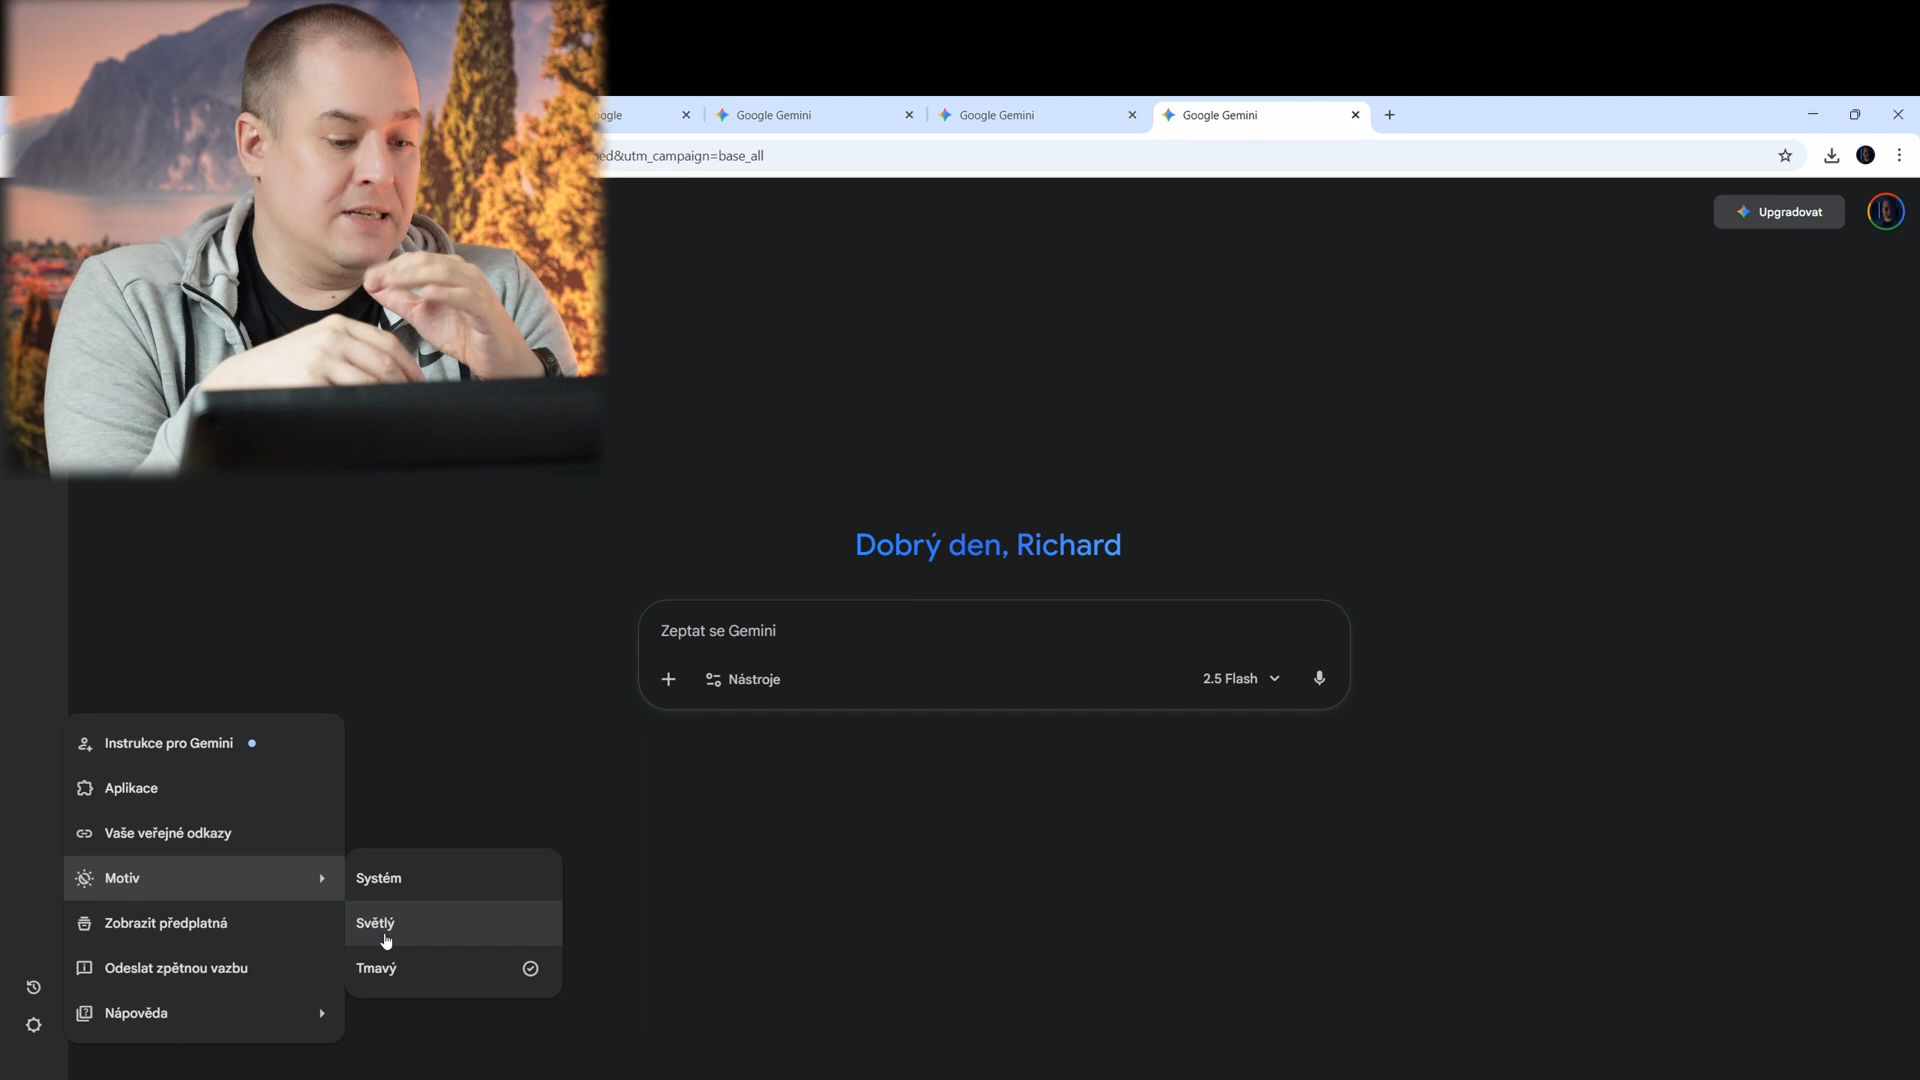 oogle
Google Gemini
Google Gemini
Google Gemini
ed&utm_campaign=base_all
Upgradovat
Dobrý den, Richard
Zeptat se Gemini
Nástroje
2.5 Flash
Instrukce pro Gemini
Aplikace
Vaše veřejné odkazy
Motiv
Systém
Zobrazit předplatná
Světlý
Odeslat zpětnou vazbu
Tmavý
Nápověda